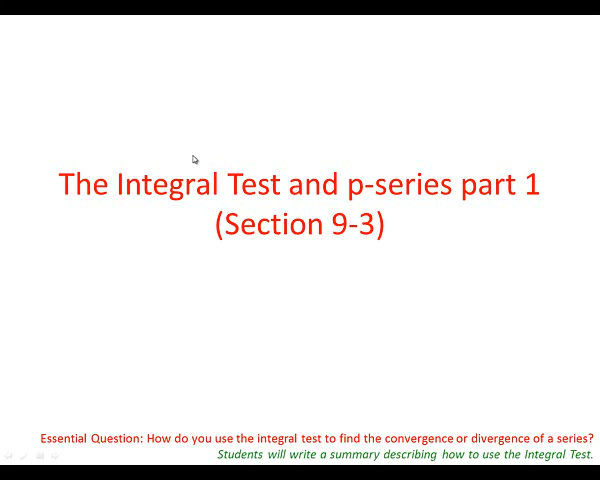 The Integral Test and p-series part 1
(Section 9-3)
Essential Question: How do you use the integral test to find the convergence or divergence of a series?
Students will write a summary describing how to use the Integral Test.